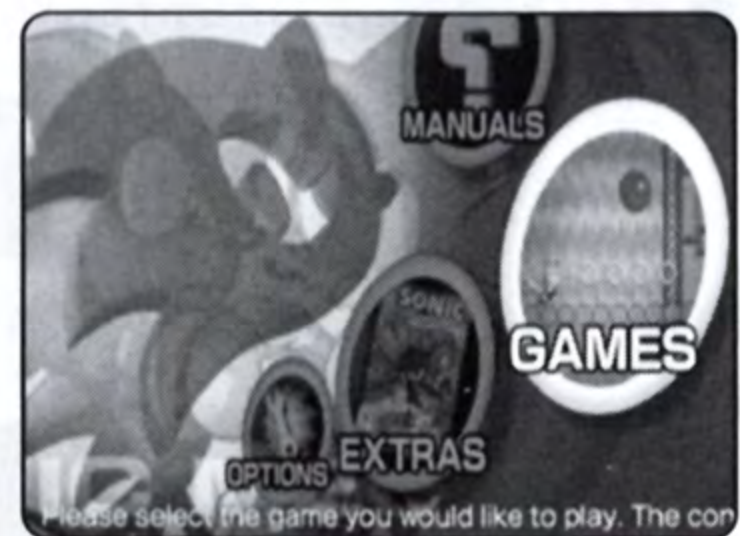 MANUALS
SONIC
GAMES
EXTRAS
OPTIONS
Please select the game you would like to play. The con